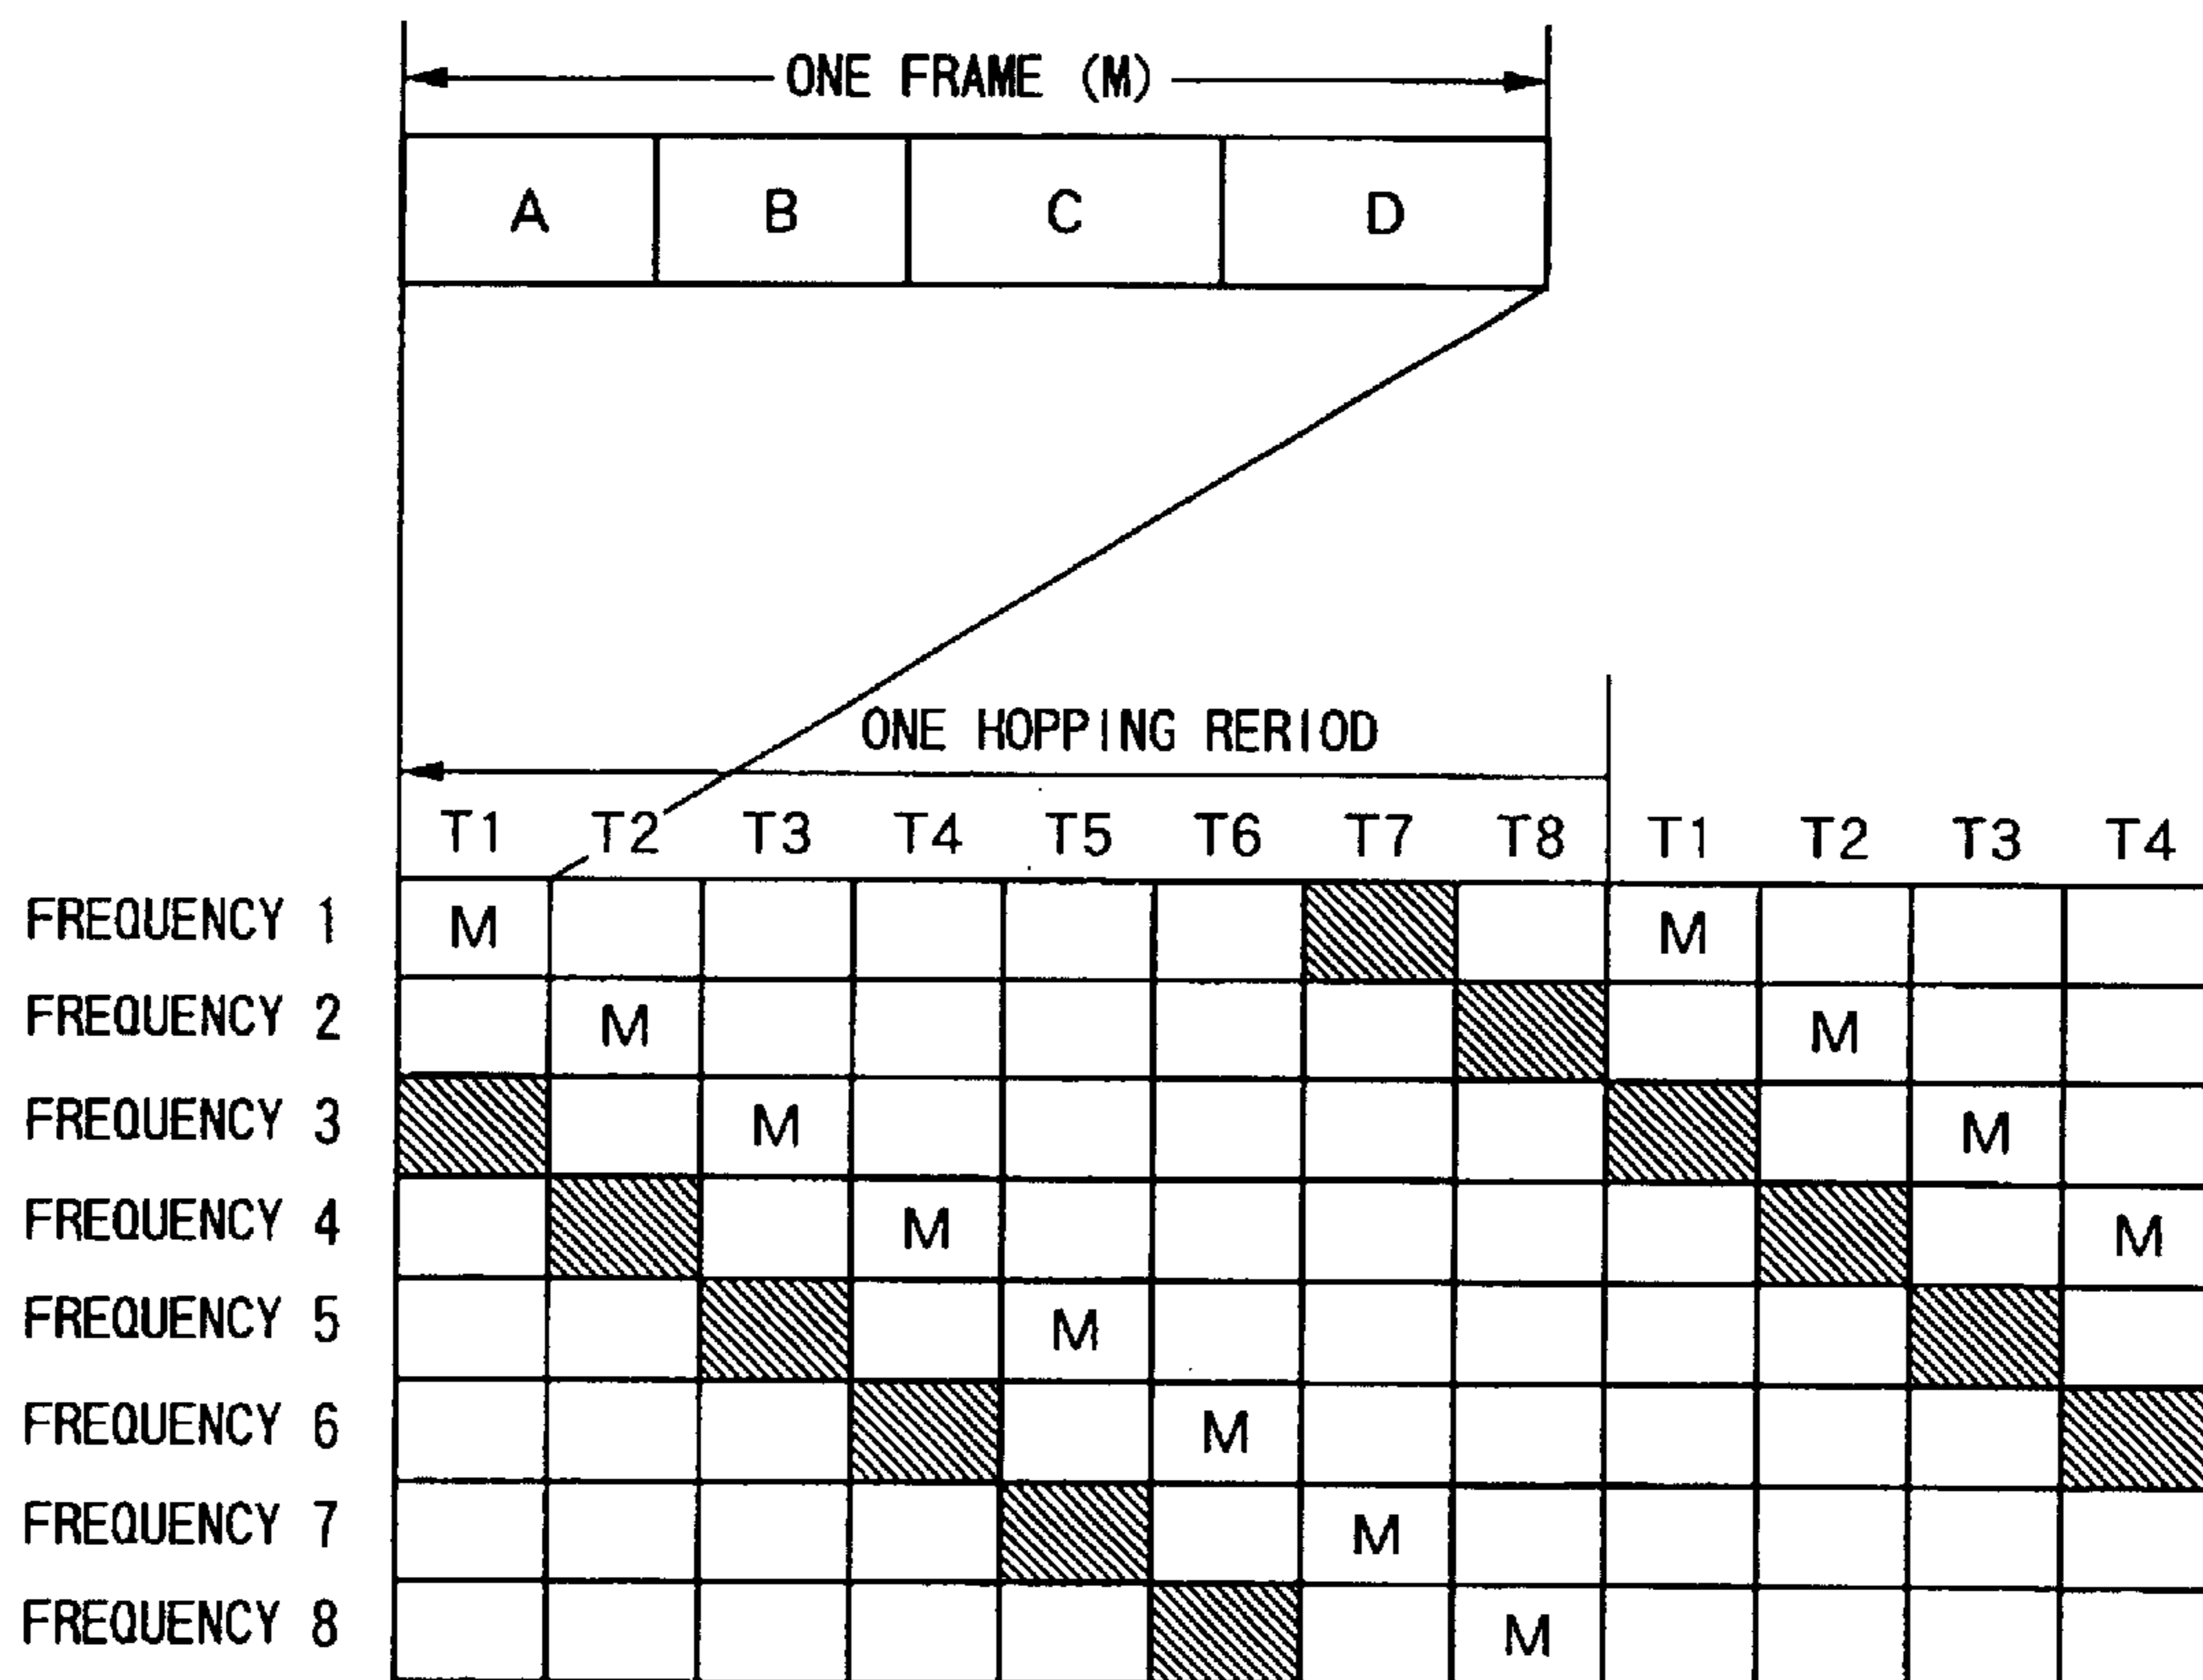 ONE FRAME (M)
A B C D
ONE HOPPING RERIOD
T1 T2 T3 T4 T5 T6 T7 T8 T1 T2 T3 T4
FREQUENCY 1 M M
FREQUENCY 2 M M
FREQUENCY 3 M M
FREQUENCY 4 M M
FREQUENCY 5 M
FREQUENCY 6 M
FREQUENCY 7 M
FREQUENCY 8 M